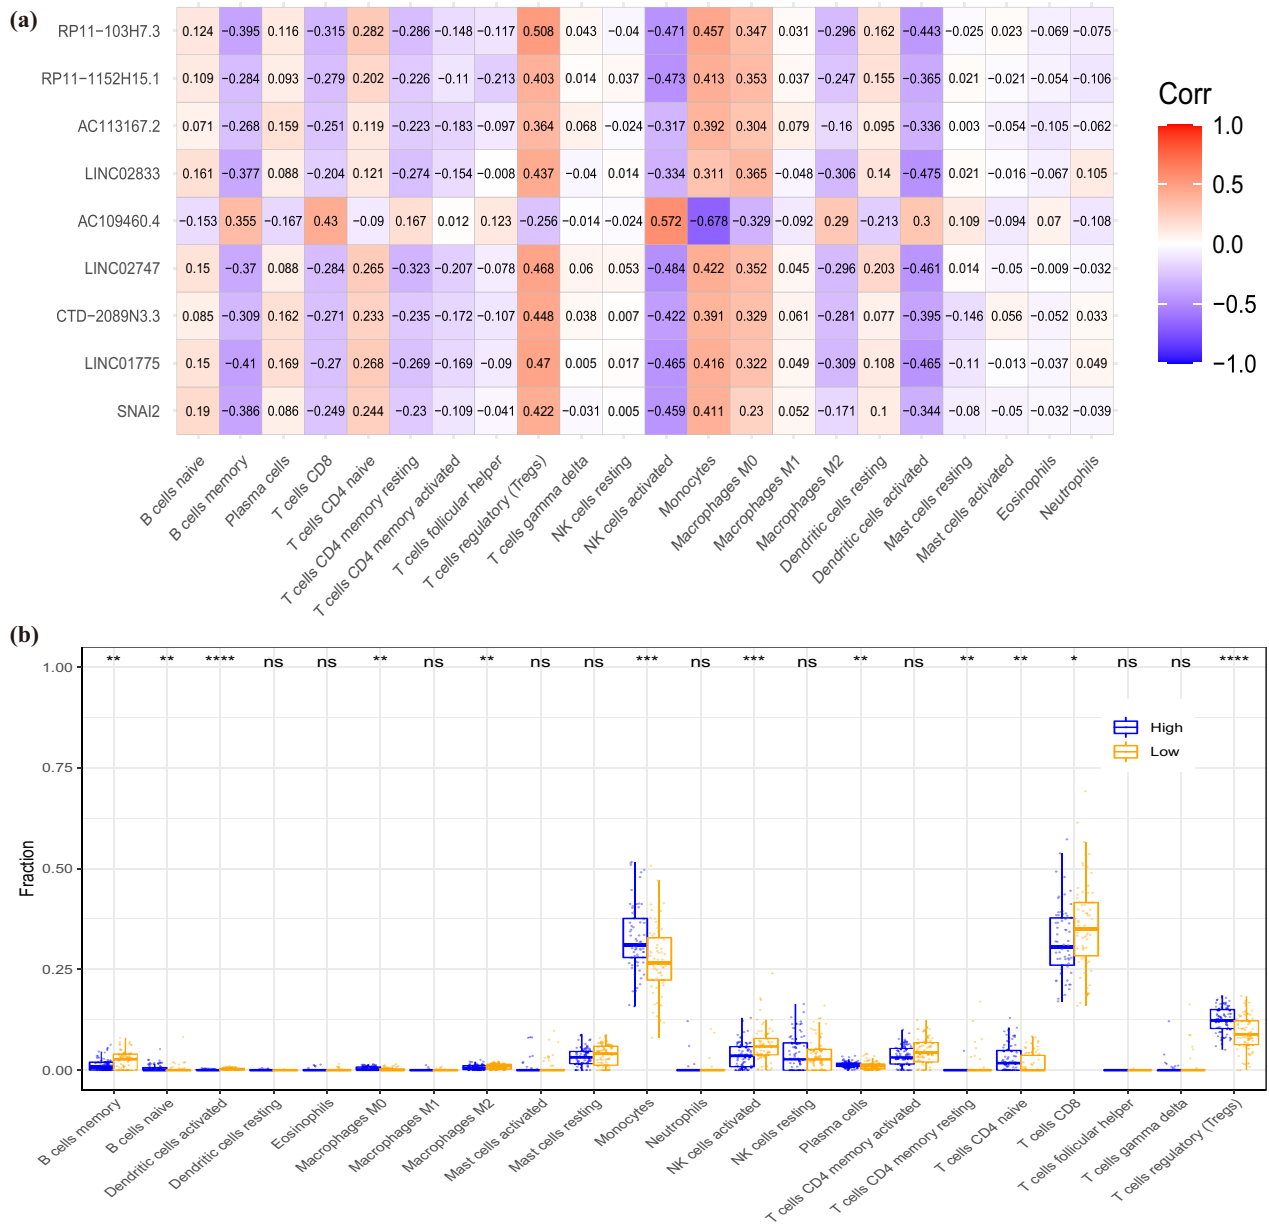 (a)
RP11−103H7.3 0.124 −0.395 0.116 −0.315 0.282 −0.286 −0.148 −0.117 0.508 0.043 −0.04 −0.471 0.457 0.347 0.031 −0.296 0.162 −0.443 −0.025 0.023 −0.069 −0.075
RP11−1152H15.1 0.109 −0.284 0.093 −0.279 0.202 −0.226 −0.11 −0.213 0.403 0.014 0.037 −0.473 0.413 0.353 0.037 −0.247 0.155 −0.365 0.021 −0.021 −0.054 −0.106
AC113167.2 0.071 −0.268 0.159 −0.251 0.119 −0.223 −0.183 −0.097 0.364 0.068 −0.024 −0.317 0.392 0.304 0.079 −0.16 0.095 −0.336 0.003 −0.054 −0.105 −0.062
LINC02833 0.161 −0.377 0.088 −0.204 0.121 −0.274 −0.154 −0.008 0.437 −0.04 0.014 −0.334 0.311 0.365 −0.048 −0.306 0.14 −0.475 0.021 −0.016 −0.067 0.105
AC109460.4 −0.153 0.355 −0.167 0.43 −0.09 0.167 0.012 0.123 −0.256 −0.014 −0.024 0.572 −0.678 −0.329 −0.092 0.29 −0.213 0.3 0.109 −0.094 0.07 −0.108
LINC02747 0.15 −0.37 0.088 −0.284 0.265 −0.323 −0.207 −0.078 0.468 0.06 0.053 −0.484 0.422 0.352 0.045 −0.296 0.203 −0.461 0.014 −0.05 −0.009 −0.032
CTD−2089N3.3 0.085 −0.309 0.162 −0.271 0.233 −0.235 −0.172 −0.107 0.448 0.038 0.007 −0.422 0.391 0.329 0.061 −0.281 0.077 −0.395 −0.146 0.056 −0.052 0.033
LINC01775 0.15 −0.41 0.169 −0.27 0.268 −0.269 −0.169 −0.09 0.47 0.005 0.017 −0.465 0.416 0.322 0.049 −0.309 0.108 −0.465 −0.11 −0.013 −0.037 0.049
SNAI2 0.19 −0.386 0.086 −0.249 0.244 −0.23 −0.109 −0.041 0.422 −0.031 0.005 −0.459 0.411 0.23 0.052 −0.171 0.1 −0.344 −0.08 −0.05 −0.032 −0.039
B cells naive
B cells memory
Plasma cells
T cells CD8
T cells CD4 naive
T cells CD4 memory resting
T cells CD4 memory activated
T cells follicular helper
T cells regulatory (Tregs)
T cells gamma delta
NK cells resting
NK cells activated
Monocytes
Macrophages M0
Macrophages M1
Macrophages M2
Dendritic cells resting
Dendritic cells activated
Mast cells resting
Mast cells activated
Eosinophils
Neutrophils
Corr
1.0
0.5
0.0
−0.5
−1.0
(b)
** ** **** ns ns ** ns ** ns ns *** ns *** ns ** ns ** ** * ns ns ****
1.00
0.75
0.50
0.25
0.00
Fraction
High
Low
B cells memory
B cells naive
Dendritic cells activated
Dendritic cells resting
Eosinophils
Macrophages M0
Macrophages M1
Macrophages M2
Mast cells activated
Mast cells resting
Monocytes
Neutrophils
NK cells activated
NK cells resting
Plasma cells
T cells CD4 memory activated
T cells CD4 memory resting
T cells CD4 naive
T cells CD8
T cells follicular helper
T cells gamma delta
T cells regulatory (Tregs)